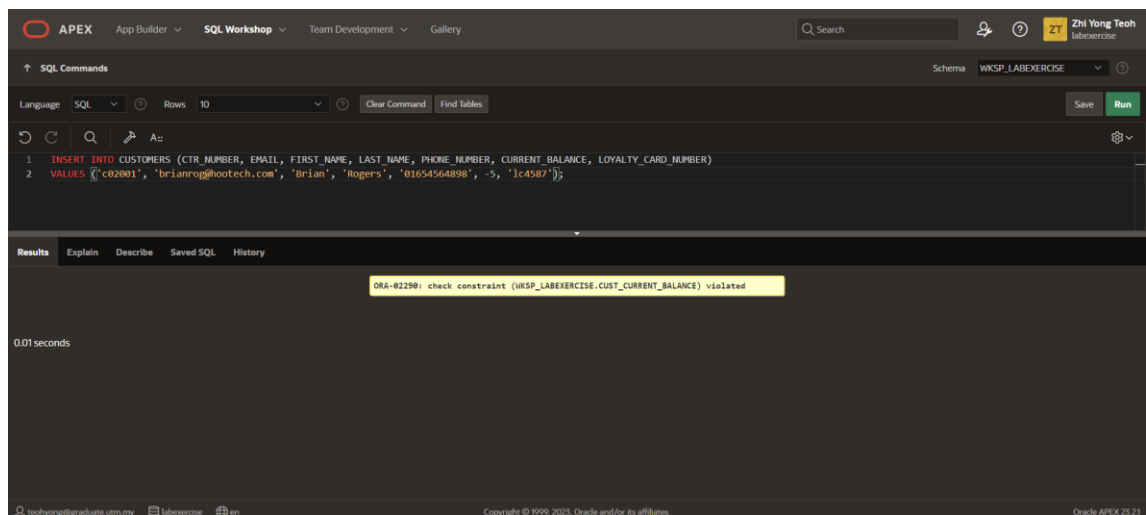 APEX App Builder SQL Workshop Team Development Gallery Search ZT Zhi Yong Teoh
labexercise
↑ SQL Commands Schema WKSP_LABEXERCISE
Language SQL Rows 10 Clear Command Find Tables Save Run
A::
1 INSERT INTO CUSTOMERS (CTR_NUMBER, EMAIL, FIRST_NAME, LAST_NAME, PHONE_NUMBER, CURRENT_BALANCE, LOYALTY_CARD_NUMBER)
2 VALUES ('c02001', 'brianrog@hootech.com', 'Brian', 'Rogers', '01654564898', -5, 'lc4587');
Results Explain Describe Saved SQL History
ORA-02290: check constraint (WKSP_LABEXERCISE.CUST_CURRENT_BALANCE) violated
0.01 seconds
teohyong@graduate.utm.my labexercise en Copyright © 1999, 2023, Oracle and/or its affiliates. Oracle APEX 23.2.1